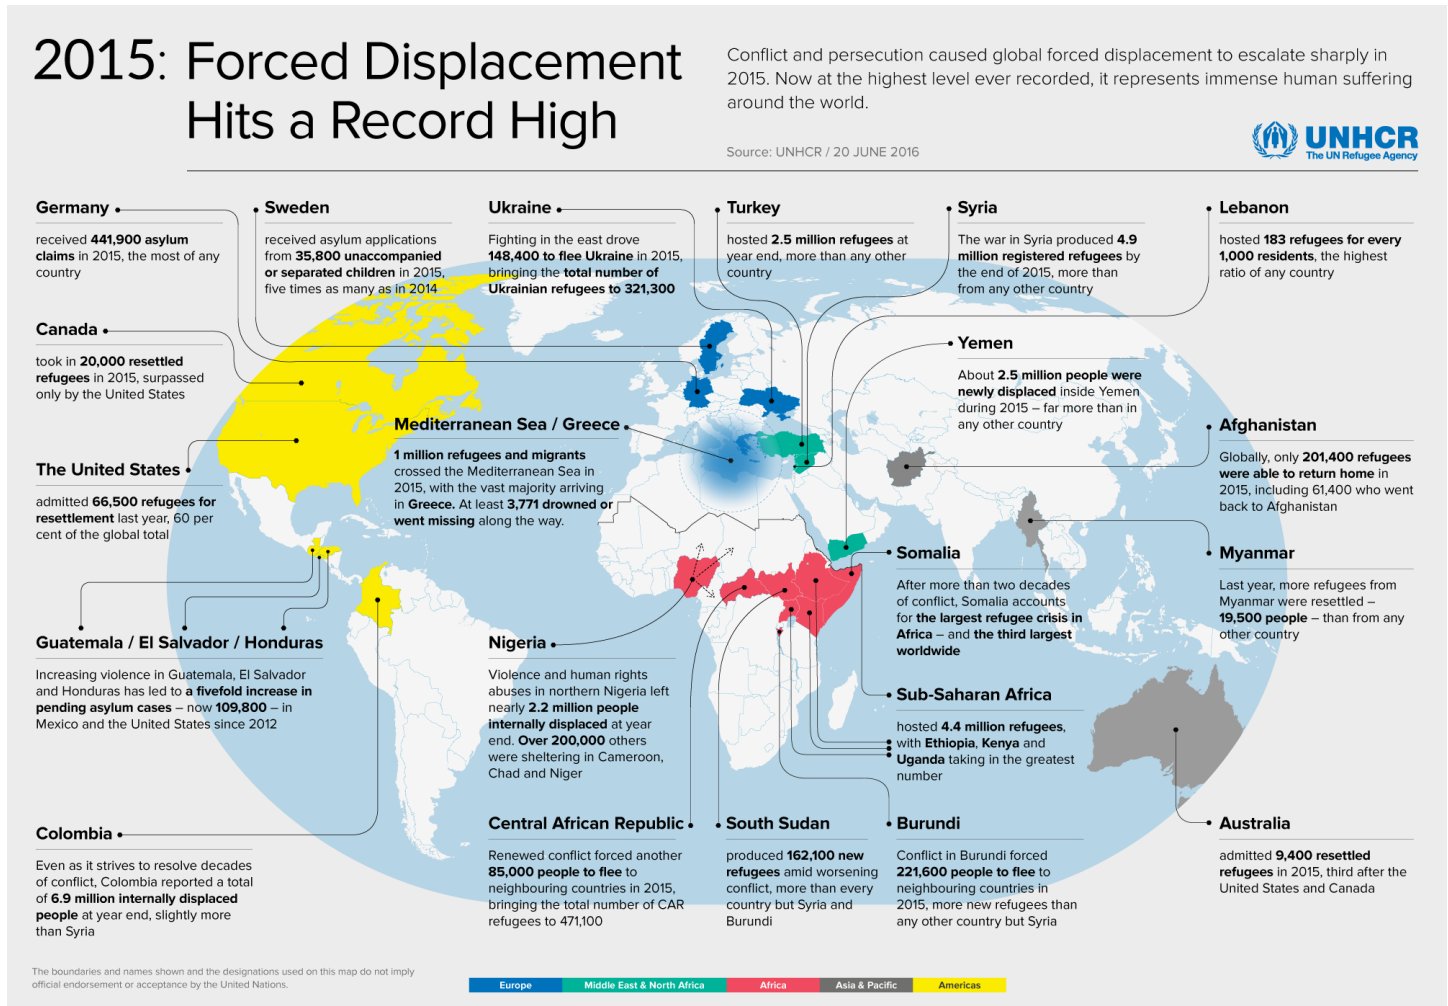 2015: Forced Displacement
Hits a Record High
Conflict and persecution caused global forced displacement to escalate sharply in
2015. Now at the highest level ever recorded, it represents immense human suffering
around the world.
Source: UNHCR / 20 JUNE 2016
UNHCR
The UN Refugee Agency
Germany
received 441,900 asylum
claims in 2015, the most of any
country
Sweden
received asylum applications
from 35,800 unaccompanied
or separated children in 2015,
five times as many as in 2014
Ukraine
Fighting in the east drove
148,400 to flee Ukraine in 2015,
bringing the total number of
Ukrainian refugees to 321,300
Turkey
hosted 2.5 million refugees at
year end, more than any other
country
Syria
The war in Syria produced 4.9
million registered refugees by
the end of 2015, more than
from any other country
Lebanon
hosted 183 refugees for every
1,000 residents, the highest
ratio of any country
Canada
took in 20,000 resettled
refugees in 2015, surpassed
only by the United States
Yemen
About 2.5 million people were
newly displaced inside Yemen
during 2015 – far more than in
any other country
Mediterranean Sea / Greece
1 million refugees and migrants
crossed the Mediterranean Sea in
2015, with the vast majority arriving
in Greece. At least 3,771 drowned or
went missing along the way.
Afghanistan
Globally, only 201,400 refugees
were able to return home in
2015, including 61,400 who went
back to Afghanistan
The United States
admitted 66,500 refugees for
resettlement last year, 60 per
cent of the global total
Somalia
After more than two decades
of conflict, Somalia accounts
for the largest refugee crisis in
Africa – and the third largest
worldwide
Myanmar
Last year, more refugees from
Myanmar were resettled –
19,500 people – than from any
other country
Guatemala / El Salvador / Honduras
Increasing violence in Guatemala, El Salvador
and Honduras has led to a fivefold increase in
pending asylum cases – now 109,800 – in
Mexico and the United States since 2012
Nigeria
Violence and human rights
abuses in northern Nigeria left
nearly 2.2 million people
internally displaced at year
end. Over 200,000 others
were sheltering in Cameroon,
Chad and Niger
Sub-Saharan Africa
hosted 4.4 million refugees,
with Ethiopia, Kenya and
Uganda taking in the greatest
number
Colombia
Even as it strives to resolve decades
of conflict, Colombia reported a total
of 6.9 million internally displaced
people at year end, slightly more
than Syria
Central African Republic
Renewed conflict forced another
85,000 people to flee to
neighbouring countries in 2015,
bringing the total number of CAR
refugees to 471,100
South Sudan
produced 162,100 new
refugees amid worsening
conflict, more than every
country but Syria and
Burundi
Burundi
Conflict in Burundi forced
221,600 people to flee to
neighbouring countries in
2015, more new refugees than
any other country but Syria
Australia
admitted 9,400 resettled
refugees in 2015, third after the
United States and Canada
The boundaries and names shown and the designations used on this map do not imply
official endorsement or acceptance by the United Nations.
Europe
Middle East & North Africa
Africa
Asia & Pacific
Americas